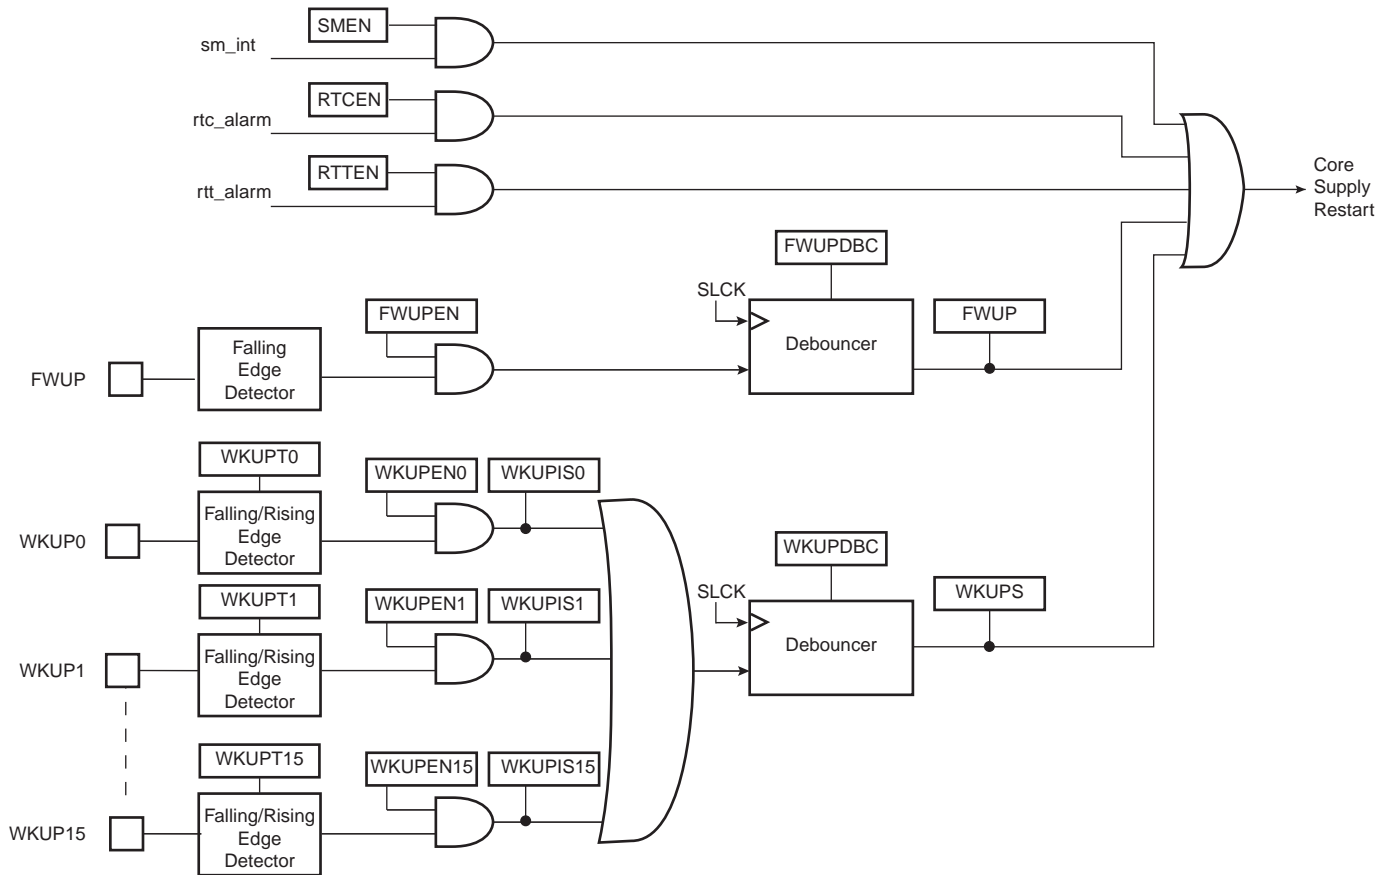 SMEN
sm_int
RTCEN
rtc_alarm
RTTEN
rtt_alarm
Core
Supply
Restart
FWUPDBC
SLCK
FWUPEN
FWUP
Falling
Edge
Detector
Debouncer
FWUP
WKUPT0
WKUPEN0
WKUPIS0
Falling/Rising
Edge
Detector
WKUP0
WKUPDBC
SLCK
WKUPT1
WKUPEN1
WKUPIS1
WKUPS
Debouncer
Falling/Rising
Edge
Detector
WKUP1
WKUPT15
WKUPEN15
WKUPIS15
Falling/Rising
Edge
Detector
WKUP15